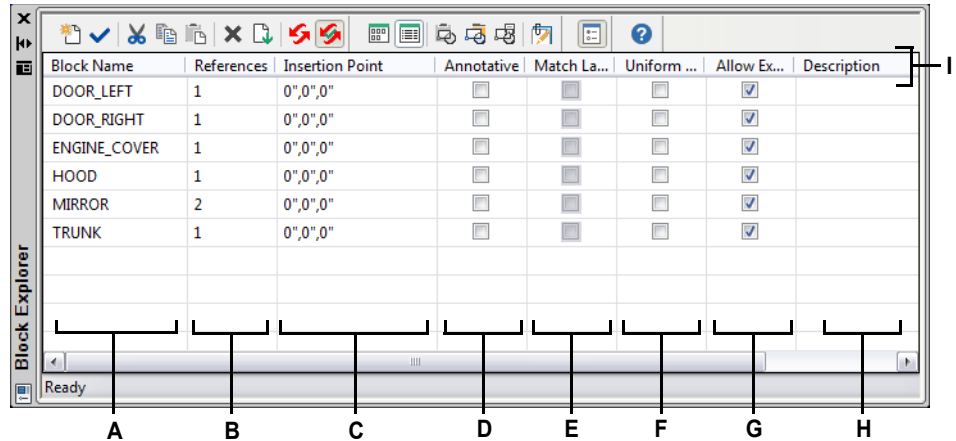 Block Name References Insertion Point Annotative Match La... Uniform ... Allow Ex... Description
I
DOOR_LEFT 1 0",0",0"
DOOR_RIGHT 1 0",0",0"
ENGINE_COVER 1 0",0",0"
HOOD 1 0",0",0"
MIRROR 2 0",0",0"
TRUNK 1 0",0",0"
Block Explorer
Ready
A B C D E F G H